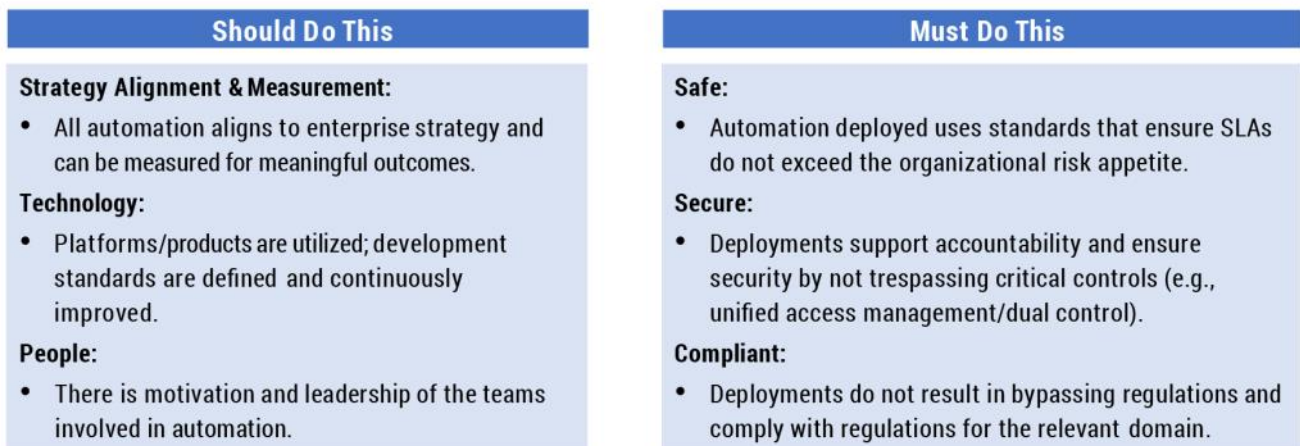 Should Do This
Strategy Alignment & Measurement:
• All automation aligns to enterprise strategy and
can be measured for meaningful outcomes.
Technology:
• Platforms/products are utilized; development
standards are defined and continuously
improved.
People:
• There is motivation and leadership of the teams
involved in automation.
Must Do This
Safe:
• Automation deployed uses standards that ensure SLAs
do not exceed the organizational risk appetite.
Secure:
• Deployments support accountability and ensure
security by not trespassing critical controls (e.g.,
unified access management/dual control).
Compliant:
• Deployments do not result in bypassing regulations and
comply with regulations for the relevant domain.